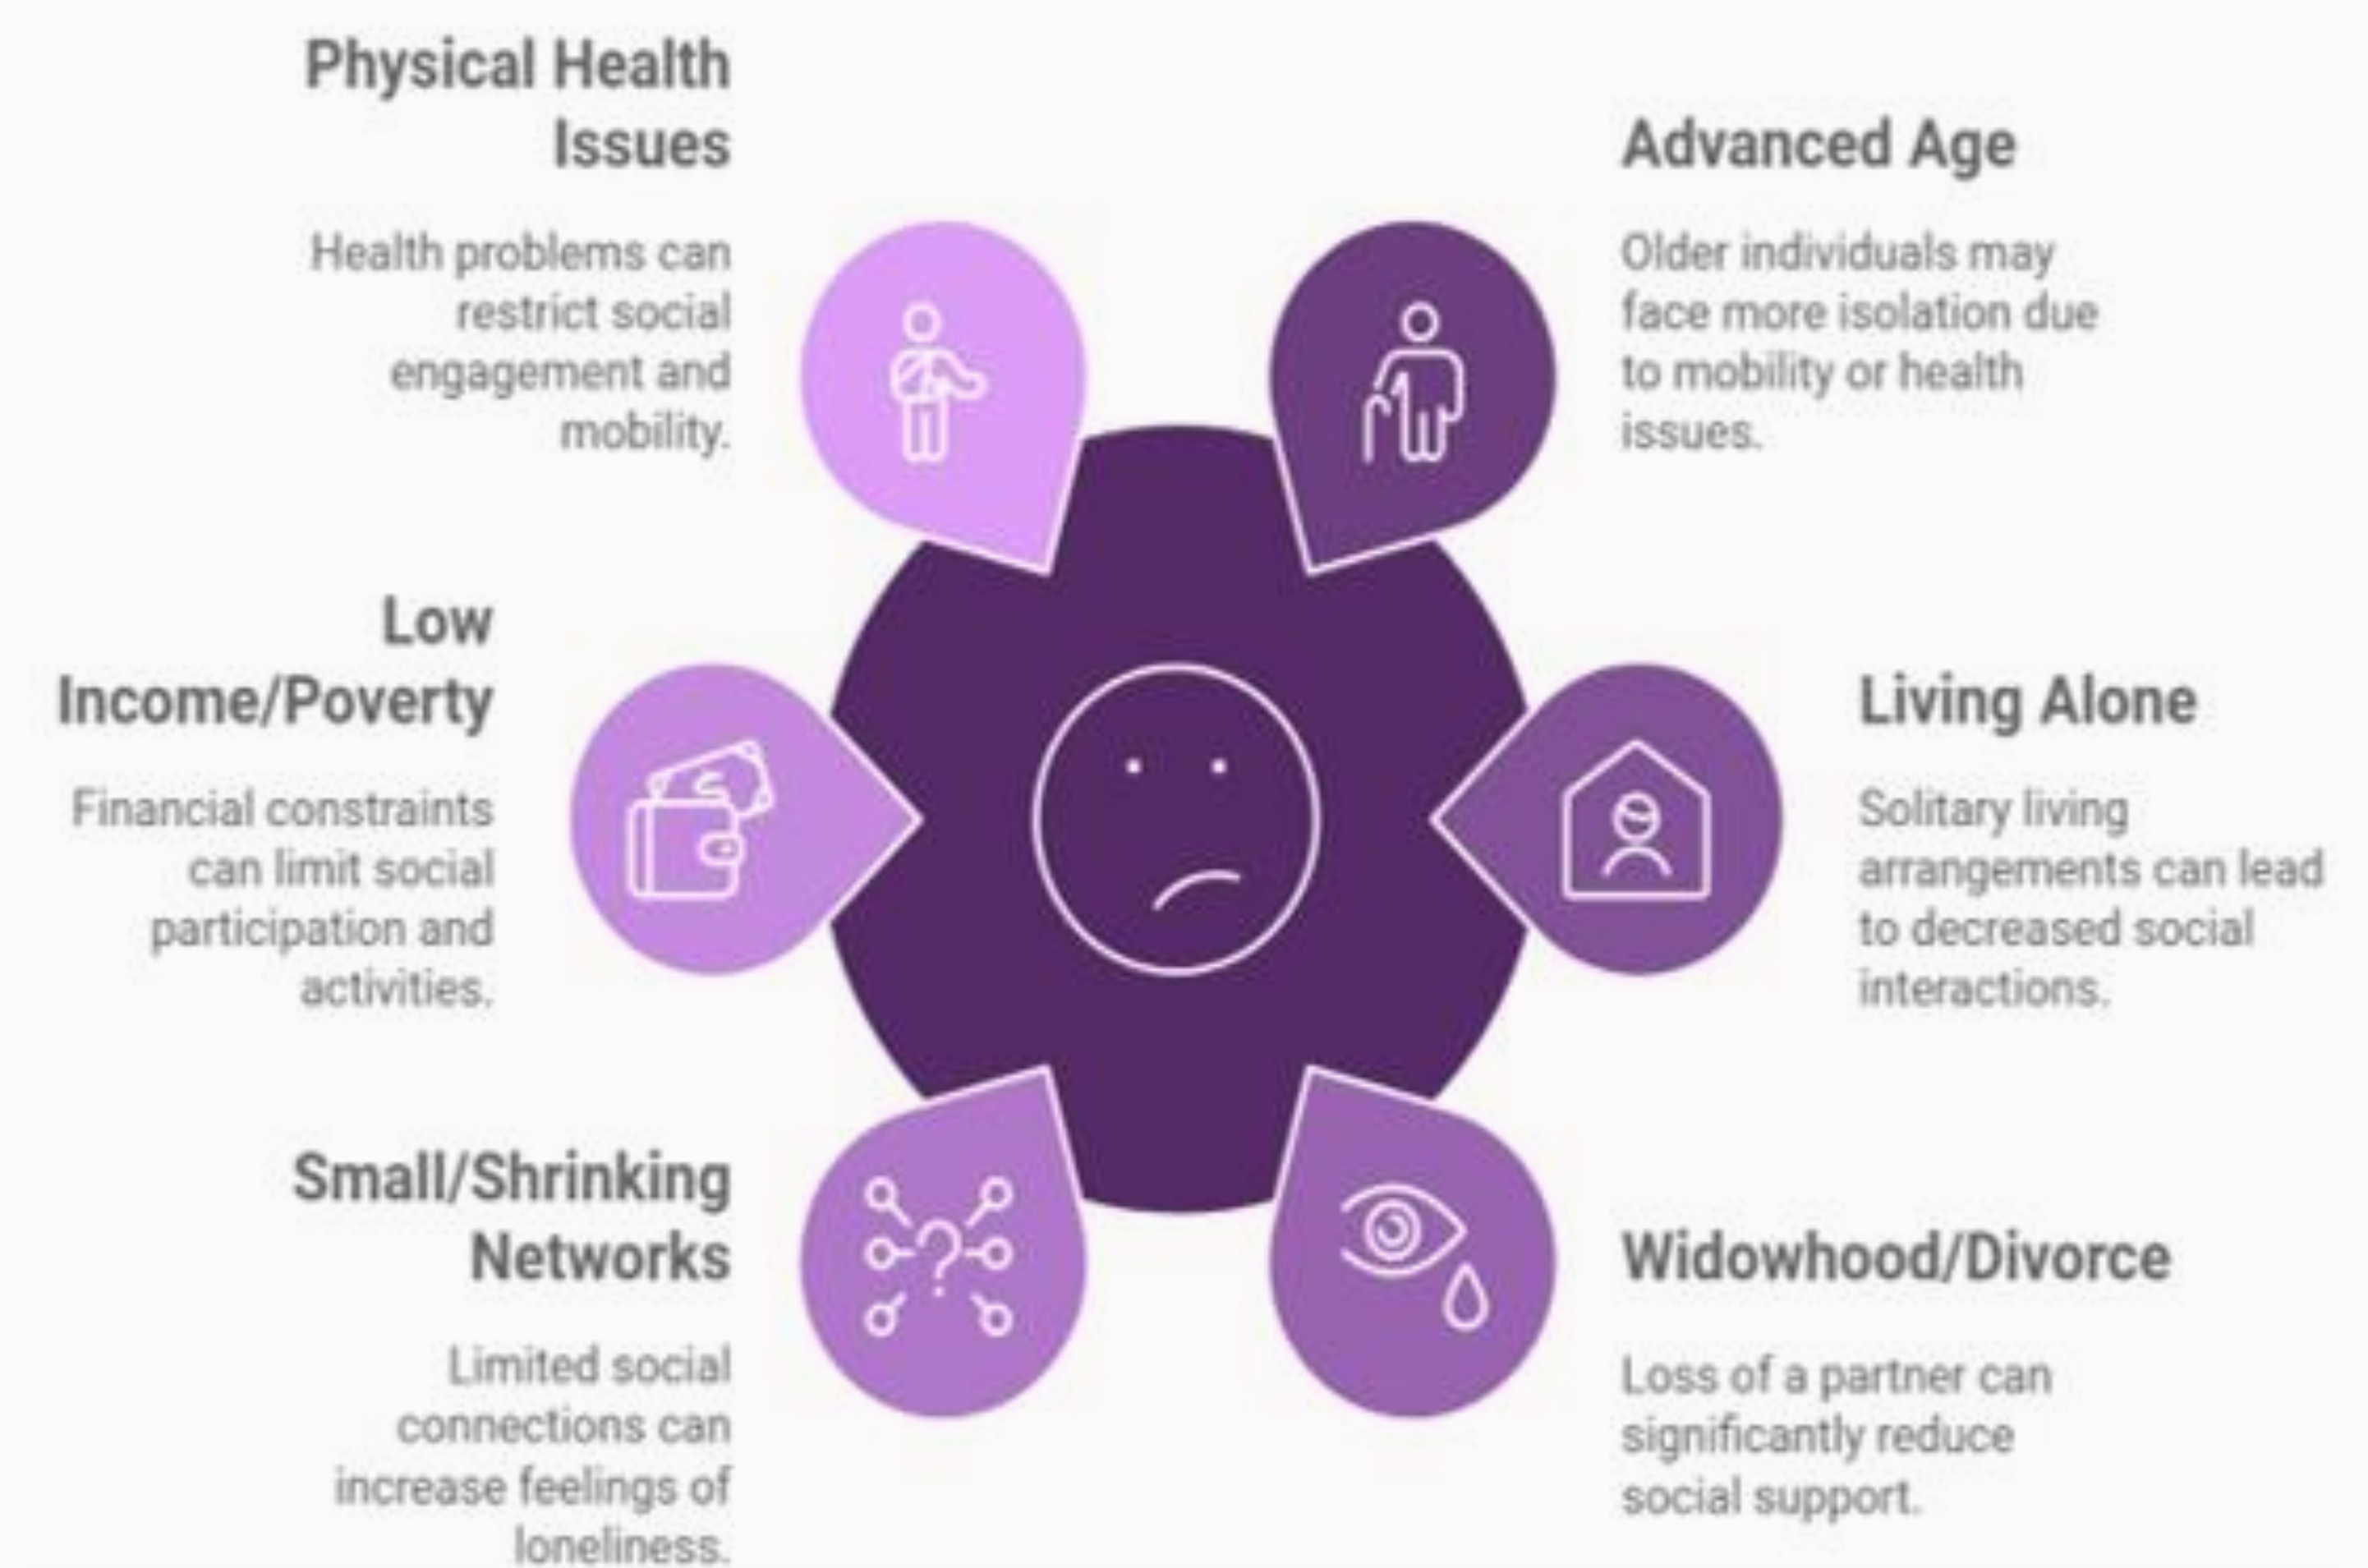 Physical Health
Issues
Health problems can
restrict social
engagement and
mobility.
Advanced Age
Older individuals may
face more isolation due
to mobility or health
issues.
Low
Income/Poverty
Financial constraints
can limit social
participation and
activities.
Living Alone
Solitary living
arrangements can lead
to decreased social
interactions.
Small/Shrinking
Networks
Limited social
connections can
increase feelings of
loneliness.
?
Widowhood/Divorce
Loss of a partner can
significantly reduce
social support.